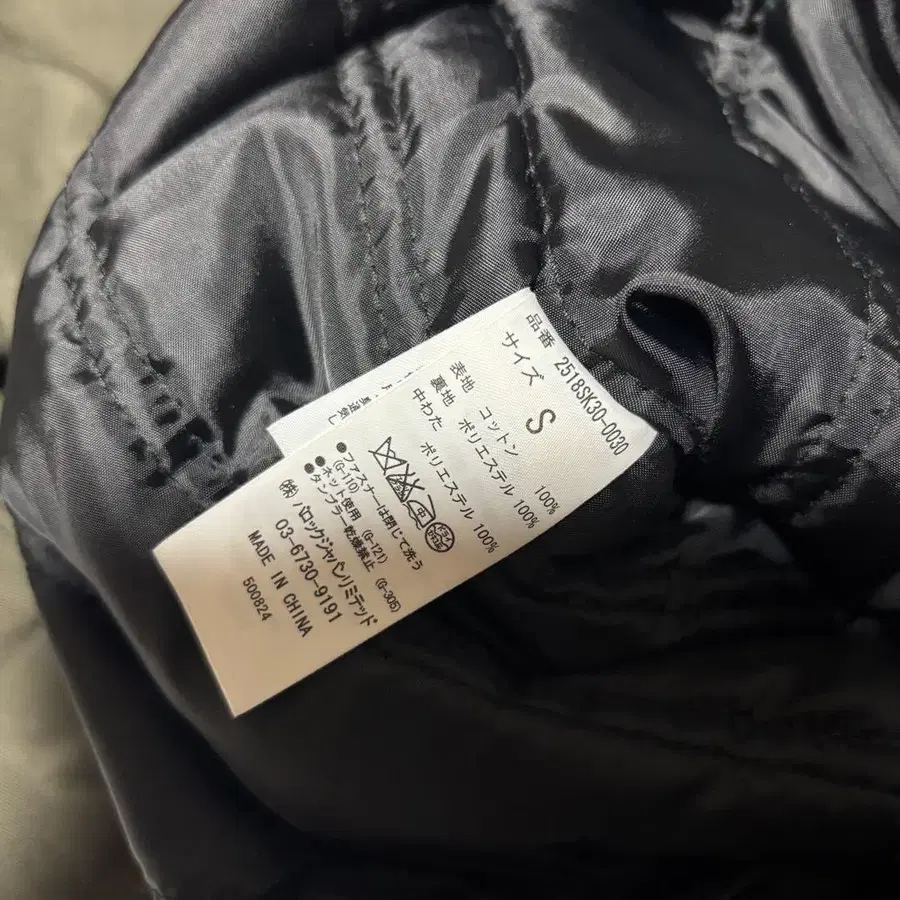 品番 2518SK30-0030
サイズ S
表地 コットン 100%
裏地 ポリエステル 100%
中わた ポリエステル 100%
●ファスナーは閉じて洗う
(G-110)
●ネット使用 (G-121)
●タンブラー乾燥禁止 (G-305)
(株)バロックジャパンリミテッド
03-6730-9191
MADE IN CHINA
500824